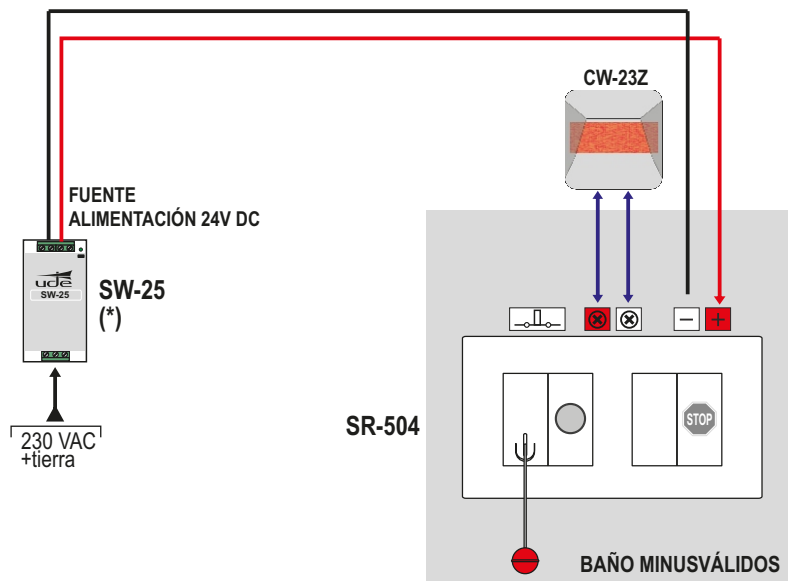 CW-23Z
FUENTE
ALIMENTACIÓN 24V DC
ude
SW-25
SW-25
(*)
230 VAC
+tierra
SR-504
− +
STOP
BAÑO MINUSVÁLIDOS